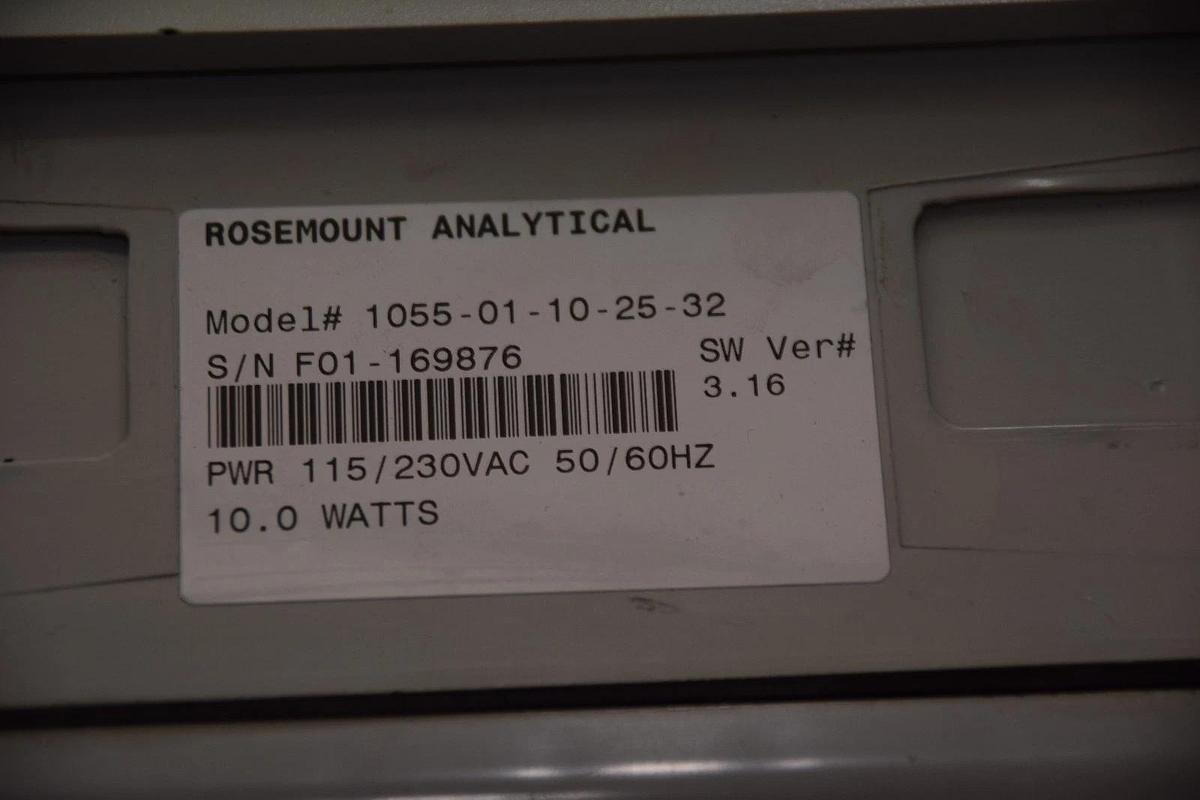 ROSEMOUNT ANALYTICAL
Model# 1055-01-10-25-32
S/N F01-169876
SW Ver#
3.16
PWR 115/230VAC 50/60HZ
10.0 WATTS